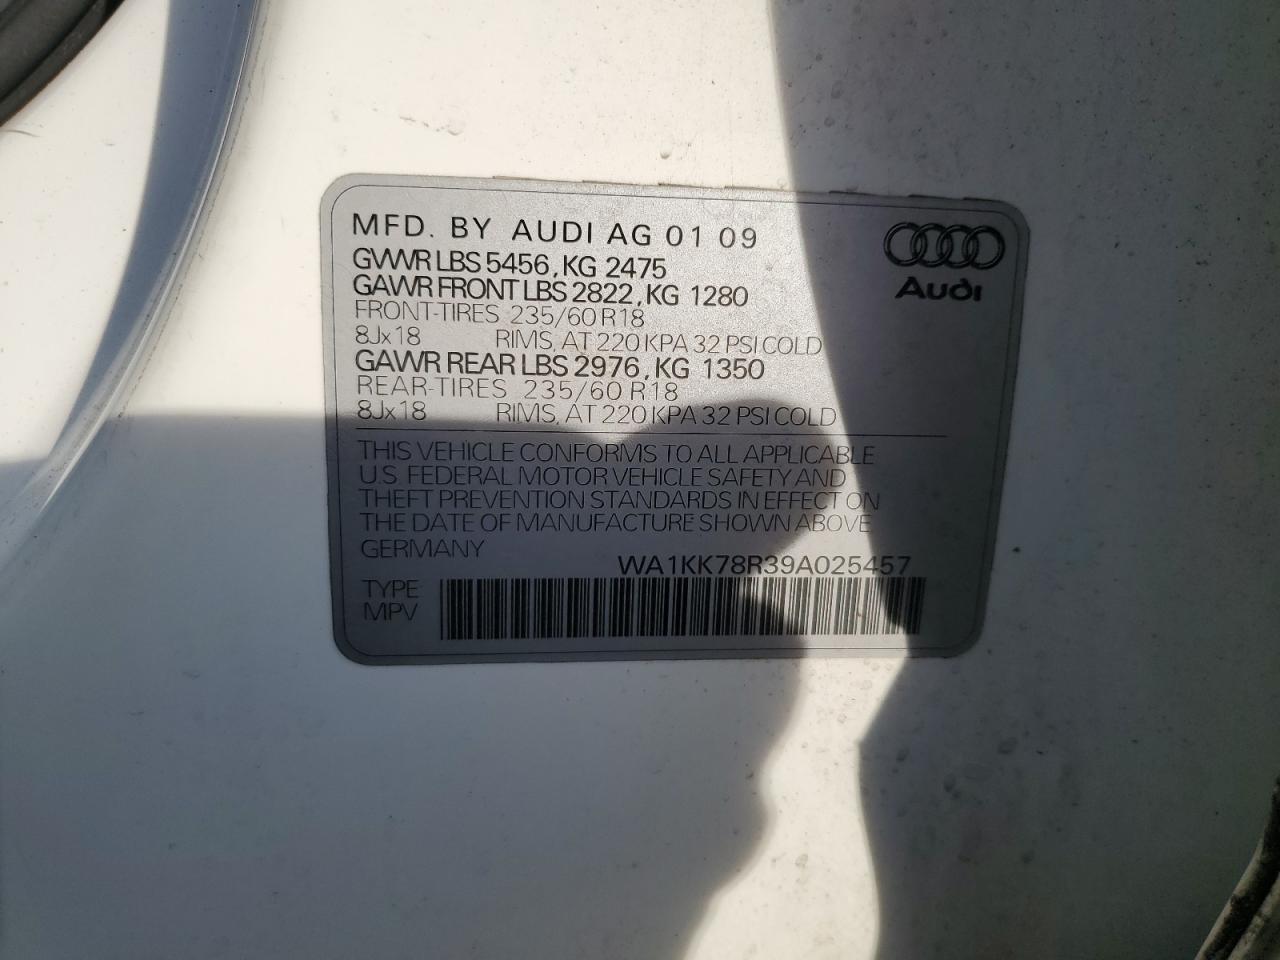 MFD. BY AUDI AG 01 09
GVWR LBS 5456, KG 2475
GAWR FRONT LBS 2822, KG 1280
FRONT-TIRES 235/60 R18
8Jx18 RIMS, AT 220 KPA 32 PSI COLD
GAWR REAR LBS 2976, KG 1350
REAR-TIRES 235/60 R18
8Jx18 RIMS, AT 220 KPA 32 PSI COLD
Audi
THIS VEHICLE CONFORMS TO ALL APPLICABLE
U.S. FEDERAL MOTOR VEHICLE SAFETY AND
THEFT PREVENTION STANDARDS IN EFFECT ON
THE DATE OF MANUFACTURE SHOWN ABOVE
GERMANY
WA1KK78R39A025457
TYPE
MPV